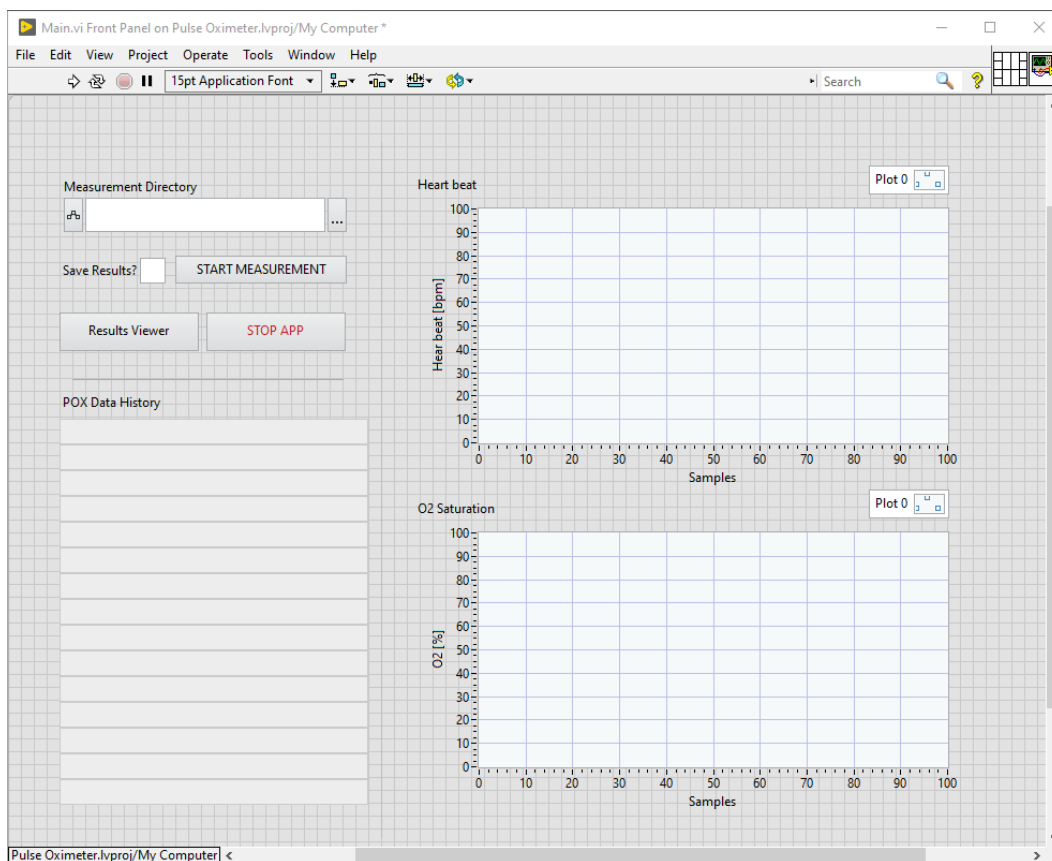 Main.vi Front Panel on Pulse Oximeter.lvproj/My Computer *
File Edit View Project Operate Tools Window Help
15pt Application Font
Search
?
Measurement Directory
...
Save Results?
START MEASUREMENT
Results Viewer
STOP APP
POX Data History
Heart beat
Plot 0
Hear beat [bpm]
100
90
80
70
60
50
40
30
20
10
0
0 10 20 30 40 50 60 70 80 90 100
Samples
O2 Saturation
Plot 0
O2 [%]
100
90
80
70
60
50
40
30
20
10
0
0 10 20 30 40 50 60 70 80 90 100
Samples
Pulse Oximeter.lvproj/My Computer